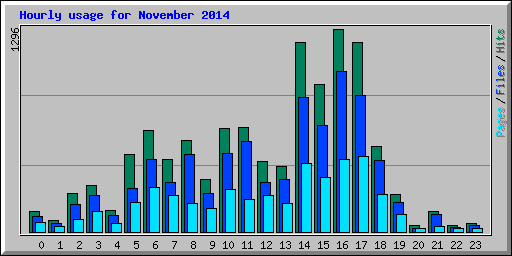 Hourly usage for November 2014
1296
Pages/Files/Hits
0 1 2 3 4 5 6 7 8 9 10 11 12 13 14 15 16 17 18 19 20 21 22 23